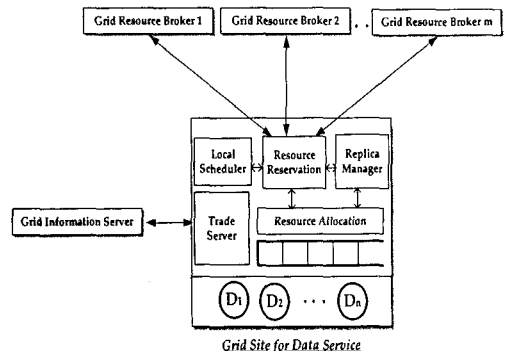 Grid Resource Broker 1
Grid Resource Broker 2
. .
Grid Resource Broker m
Local
Scheduler
Resource
Reservation
Replica
Manager
Grid Information Server
Trade
Server
Resource Allocation
D1
D2
...
Dn
Grid Site for Data Service